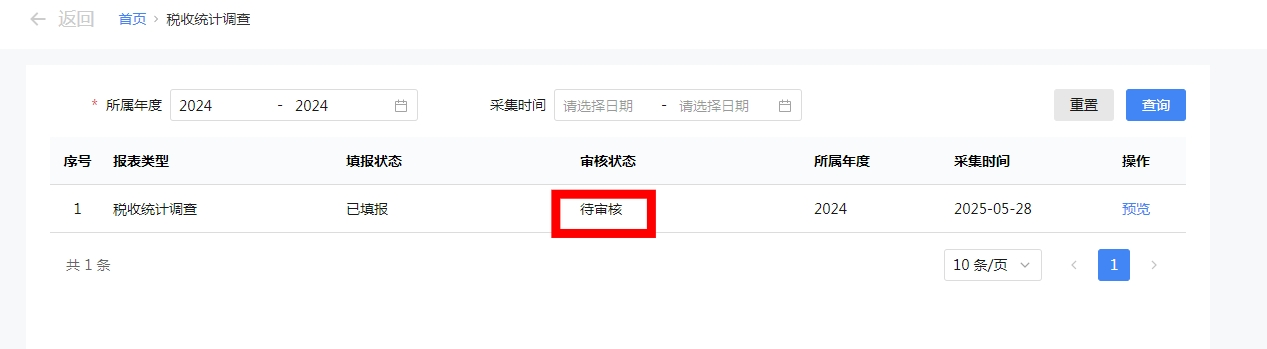 返回 首页 > 税收统计调查
* 所属年度 2024 - 2024 采集时间 请选择日期 - 请选择日期 重置 查询
序号 报表类型 填报状态 审核状态 所属年度 采集时间 操作
1 税收统计调查 已填报 待审核 2024 2025-05-28 预览
共 1 条 10 条/页 < 1 >